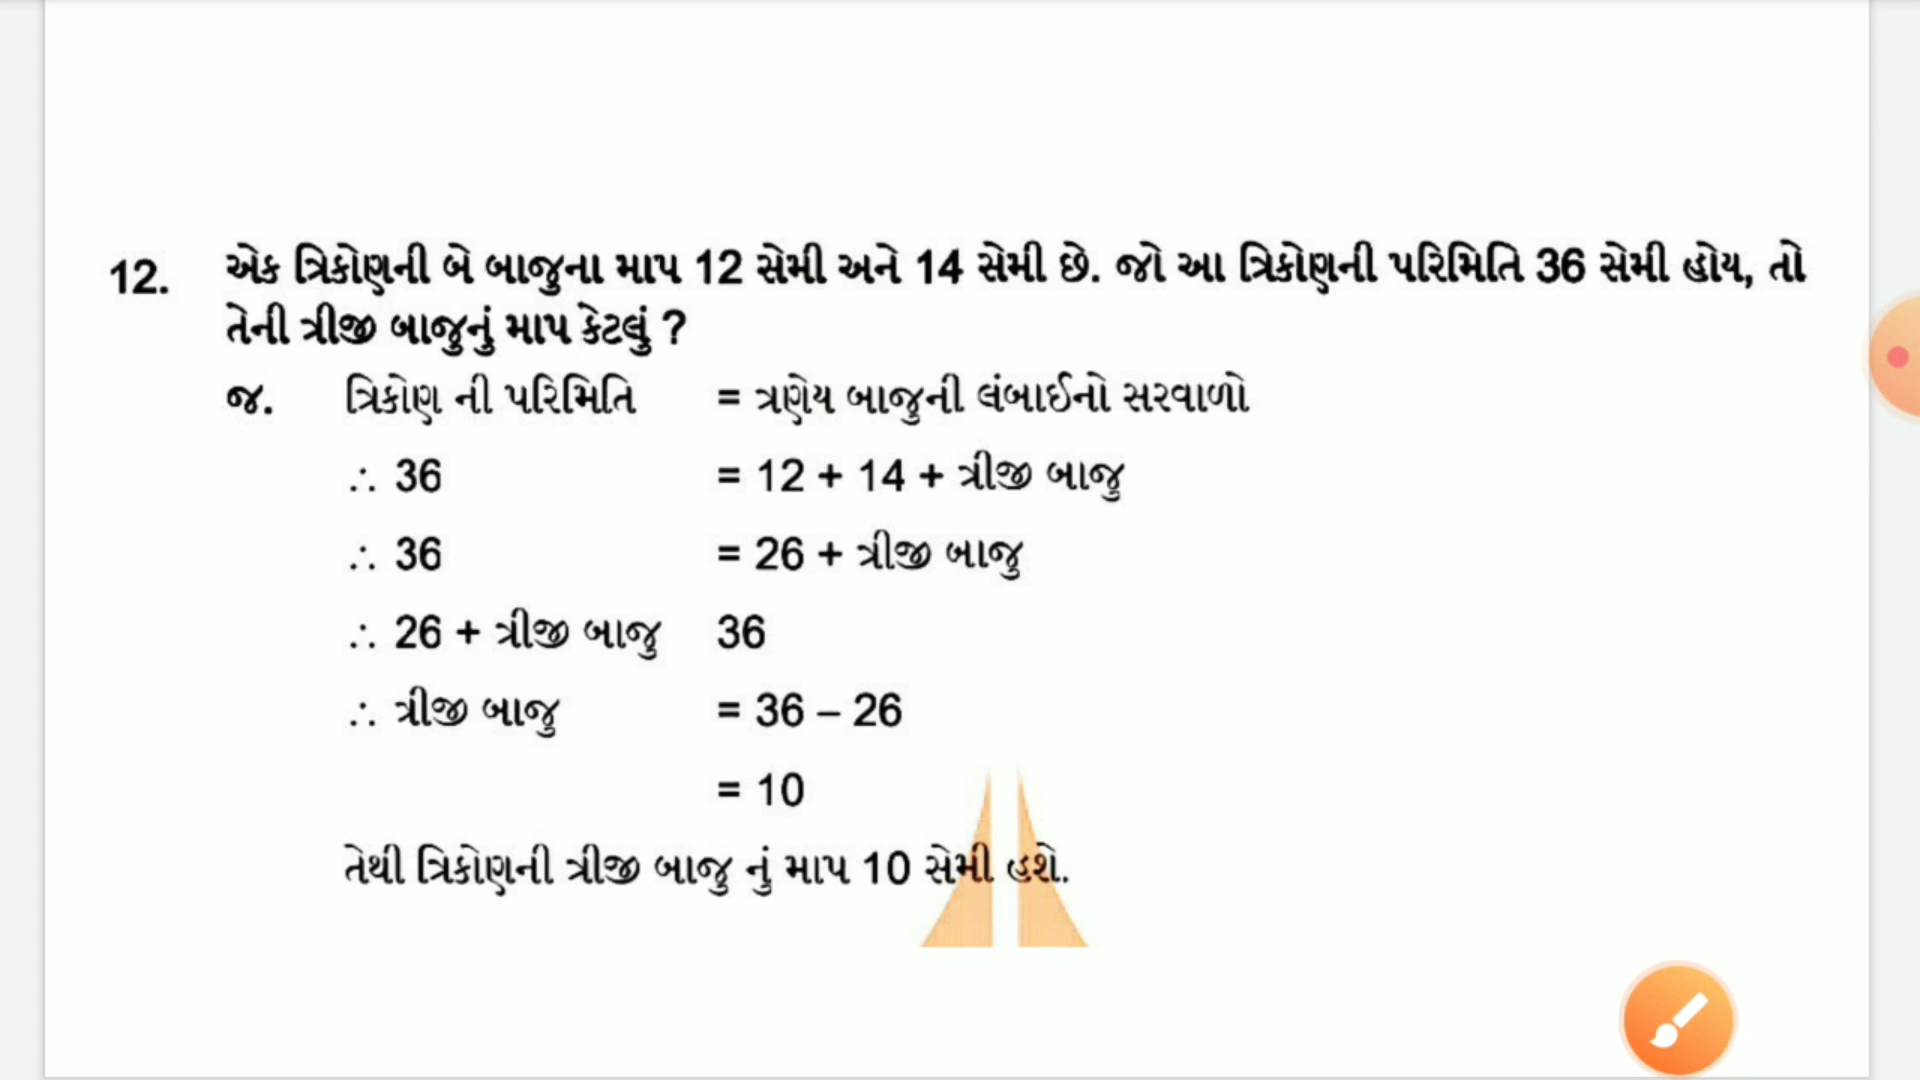 12. એક ત્રિકોણની બે બાજુના માપ 12 સેમી અને 14 સેમી છે. જો આ ત્રિકોણની પરિમિતિ 36 સેમી હોય, તો
તેની ત્રીજી બાજુનું માપ કેટલું ?
જ. ત્રિકોણ ની પરિમિતિ = ત્રણેય બાજુની લંબાઈનો સરવાળો
∴ 36 = 12 + 14 + ત્રીજી બાજુ
∴ 36 = 26 + ત્રીજી બાજુ
∴ 26 + ત્રીજી બાજુ 36
∴ ત્રીજી બાજુ = 36 – 26
= 10
તેથી ત્રિકોણની ત્રીજી બાજુ નું માપ 10 સેમી હશે.